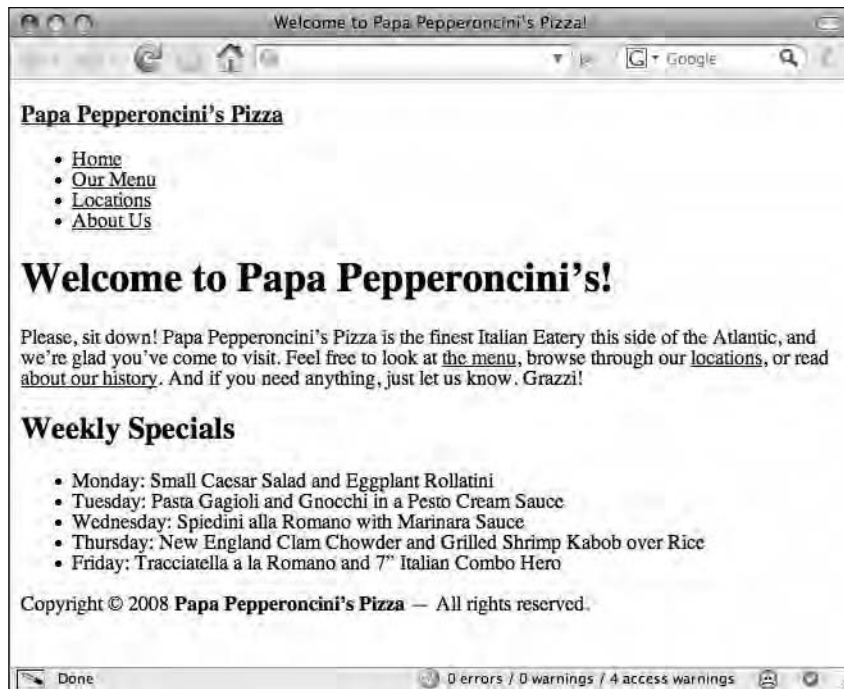 Welcome to Papa Pepperoncini's Pizza!
G Google
Papa Pepperoncini's Pizza
• Home
• Our Menu
• Locations
• About Us
Welcome to Papa Pepperoncini's!
Please, sit down! Papa Pepperoncini's Pizza is the finest Italian Eatery this side of the Atlantic, and
we're glad you've come to visit. Feel free to look at the menu, browse through our locations, or read
about our history. And if you need anything, just let us know. Grazzi!
Weekly Specials
• Monday: Small Caesar Salad and Eggplant Rollatini
• Tuesday: Pasta Gagioli and Gnocchi in a Pesto Cream Sauce
• Wednesday: Spiedini alla Romano with Marinara Sauce
• Thursday: New England Clam Chowder and Grilled Shrimp Kabob over Rice
• Friday: Tracciatella a la Romano and 7” Italian Combo Hero
Copyright © 2008 Papa Pepperoncini's Pizza — All rights reserved.
Done
0 errors / 0 warnings / 4 access warnings